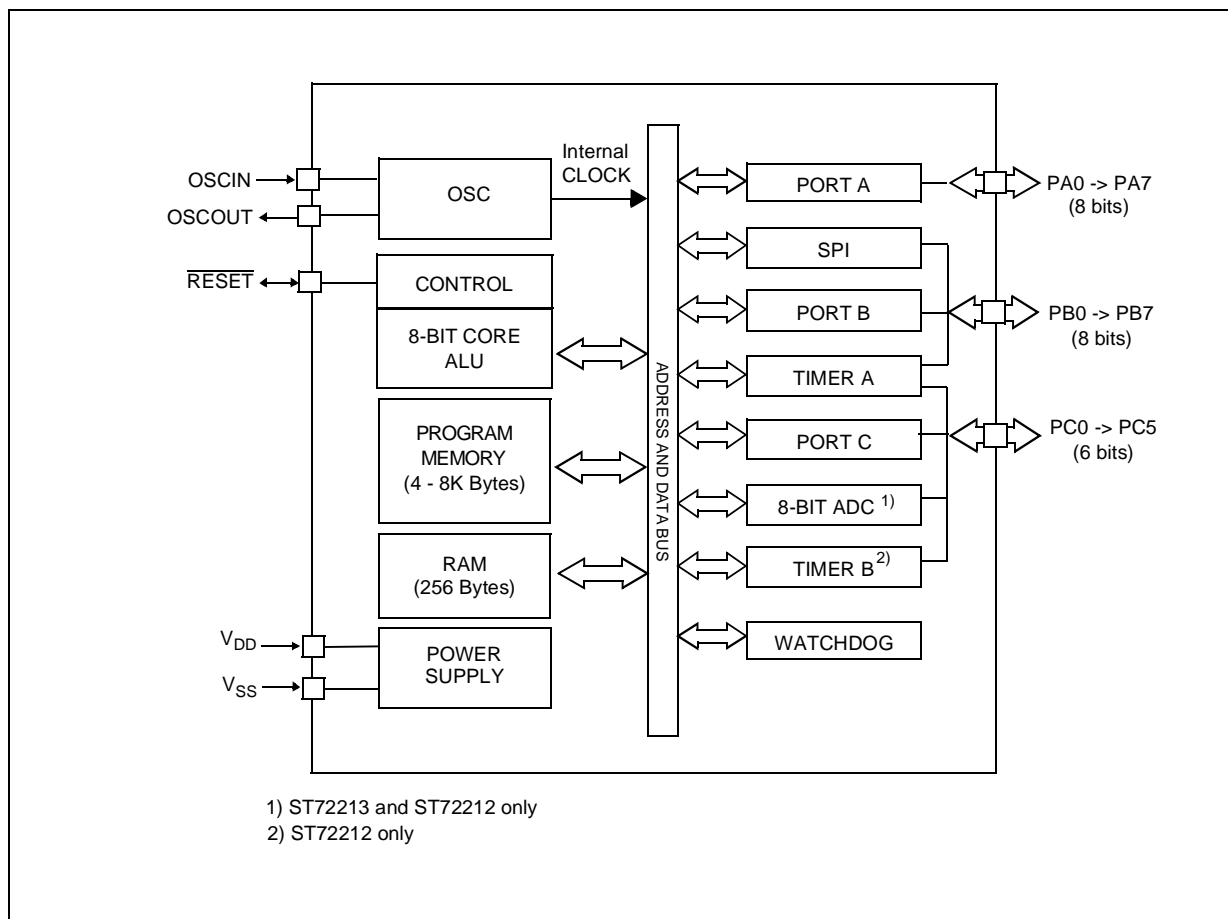 OSCIN
OSCOUT
RESET
V
DD
V
SS
OSC
Internal
CLOCK
CONTROL
8-BIT CORE
ALU
PROGRAM
MEMORY
(4 - 8K Bytes)
RAM
(256 Bytes)
POWER
SUPPLY
ADDRESS AND DATA BUS
PORT A
SPI
PORT B
TIMER A
PORT C
8-BIT ADC 1)
TIMER B 2)
WATCHDOG
PA0 -> PA7
(8 bits)
PB0 -> PB7
(8 bits)
PC0 -> PC5
(6 bits)
1) ST72213 and ST72212 only
2) ST72212 only